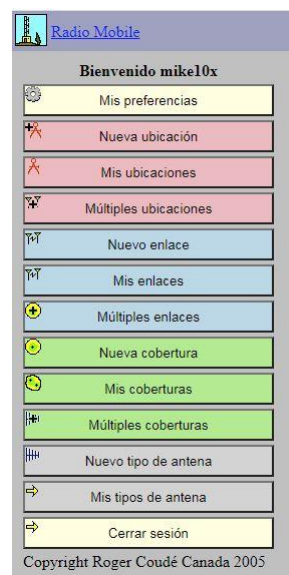 Radio Mobile
Bienvenido mike10x
Mis preferencias
Nueva ubicación
Mis ubicaciones
Múltiples ubicaciones
Nuevo enlace
Mis enlaces
Múltiples enlaces
Nueva cobertura
Mis coberturas
Múltiples coberturas
Nuevo tipo de antena
Mis tipos de antena
Cerrar sesión
Copyright Roger Coudé Canada 2005